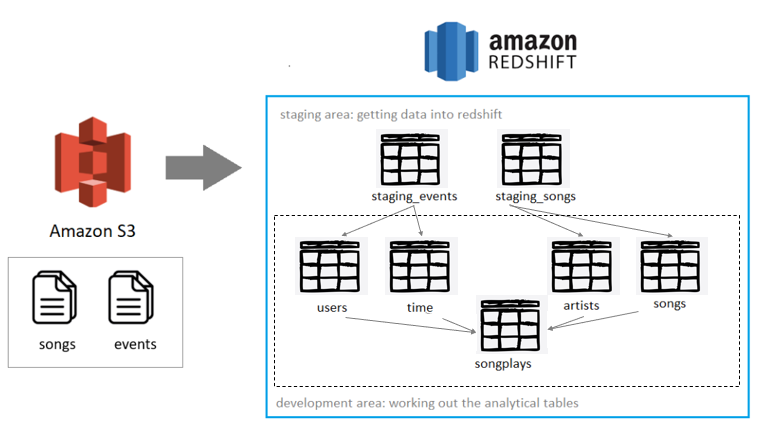 amazon
REDSHIFT
staging area: getting data into redshift
staging_events
staging_songs
Amazon S3
users
time
artists
songs
songs
events
songplays
development area: working out the analytical tables